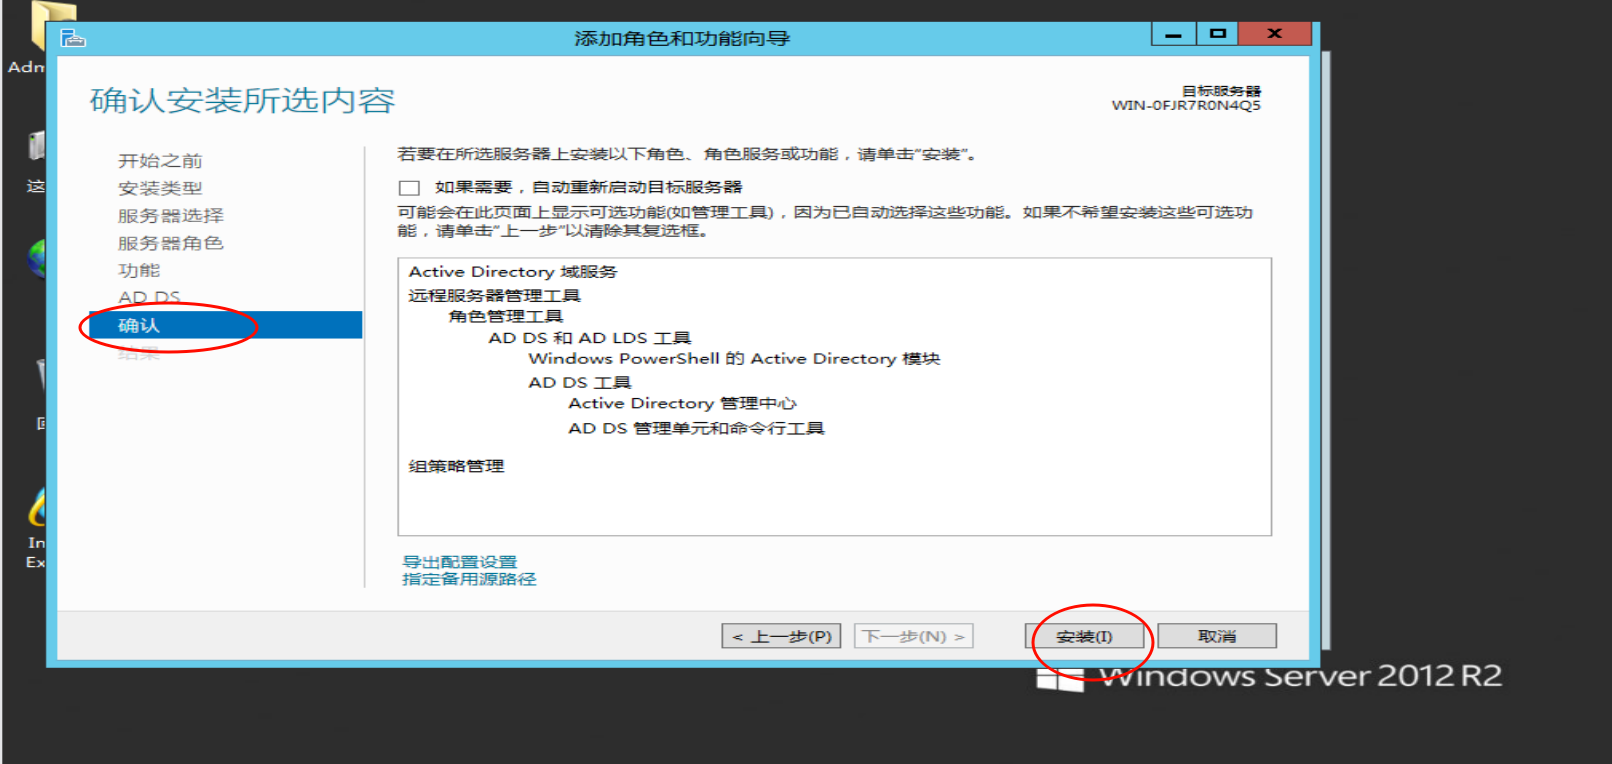 添加角色和功能向导
Adm
确认安装所选内容
目标服务器
WIN-0FJR7R0N4Q5
这
开始之前
安装类型
服务器选择
服务器角色
功能
AD DS
确认
结果
若要在所选服务器上安装以下角色、角色服务或功能，请单击“安装”。
如果需要，自动重新启动目标服务器
可能会在此页面上显示可选功能(如管理工具)，因为已自动选择这些功能。如果不希望安装这些可选功
能，请单击“上一步”以清除其复选框。
Active Directory 域服务
远程服务器管理工具
角色管理工具
AD DS 和 AD LDS 工具
Windows PowerShell 的 Active Directory 模块
AD DS 工具
Active Directory 管理中心
AD DS 管理单元和命令行工具
组策略管理
In
Ex
导出配置设置
指定备用源路径
< 上一步(P)
下一步(N) >
安装(I)
取消
Windows Server 2012 R2